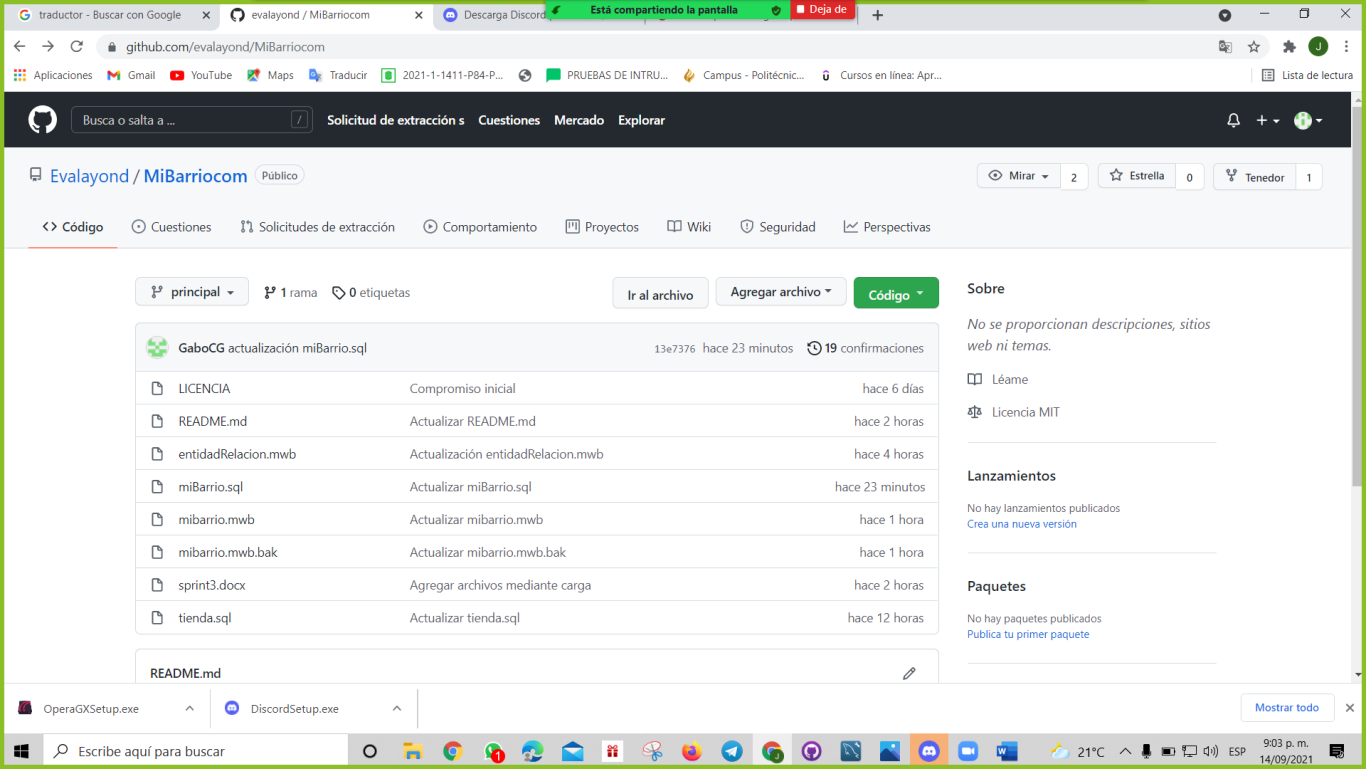 traductor - Buscar con Google
evalayond / MiBarriocom
Descarga Discord
Está compartiendo la pantalla
Deja de
github.com/evalayond/MiBarriocom
J
Aplicaciones
Gmail
YouTube
Maps
Traducir
2021-1-1411-P84-P...
PRUEBAS DE INTRU...
Campus - Politécnic...
Cursos en línea: Apr...
Lista de lectura
Busca o salta a ...
/
Solicitud de extracción s
Cuestiones
Mercado
Explorar
Evalayond / MiBarriocom
Público
Mirar
2
Estrella
0
Tenedor
1
Código
Cuestiones
Solicitudes de extracción
Comportamiento
Proyectos
Wiki
Seguridad
Perspectivas
principal
1 rama
0 etiquetas
Ir al archivo
Agregar archivo
Código
GaboCG actualización miBarrio.sql
13e7376 hace 23 minutos
19 confirmaciones
LICENCIA
Compromiso inicial
hace 6 días
README.md
Actualizar README.md
hace 2 horas
entidadRelacion.mwb
Actualización entidadRelacion.mwb
hace 4 horas
miBarrio.sql
Actualizar miBarrio.sql
hace 23 minutos
mibarrio.mwb
Actualizar mibarrio.mwb
hace 1 hora
mibarrio.mwb.bak
Actualizar mibarrio.mwb.bak
hace 1 hora
sprint3.docx
Agregar archivos mediante carga
hace 2 horas
tienda.sql
Actualizar tienda.sql
hace 12 horas
README.md
Sobre
No se proporcionan descripciones, sitios
web ni temas.
Léame
Licencia MIT
Lanzamientos
No hay lanzamientos publicados
Crea una nueva versión
Paquetes
No hay paquetes publicados
Publica tu primer paquete
OperaGXSetup.exe
DiscordSetup.exe
Mostrar todo
Escribe aquí para buscar
1
21°C
ESP
9:03 p. m.
14/09/2021